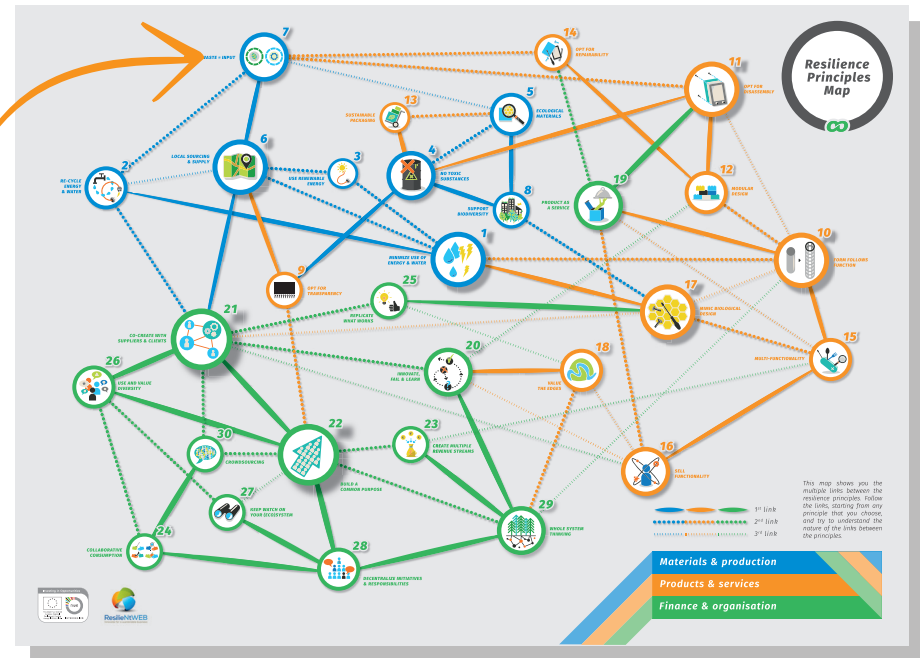 Resilience
Principles
Map
7
WASTE = INPUT
14
OPT FOR
REPAIRABILITY
11
OPT FOR
DISASSEMBLY
5
ECOLOGICAL
MATERIALS
13
SUSTAINABLE
PACKAGING
6
LOCAL SOURCING
& SUPPLY
3
USE RENEWABLE
ENERGY
4
NO TOXIC
SUBSTANCES
2
RE-CYCLE
ENERGY
& WATER
8
SUPPORT
BIODIVERSITY
19
PRODUCT AS
A SERVICE
12
MODULAR
DESIGN
1
MINIMIZE USE OF
ENERGY & WATER
10
FORM FOLLOWS
FUNCTION
9
OPT FOR
TRANSPARENCY
25
REPLICATE
WHAT WORKS
17
MIMIC BIOLOGICAL
DESIGN
21
CO-CREATE WITH
SUPPLIERS & CLIENTS
20
INNOVATE,
FAIL & LEARN
18
VALUE
THE EDGES
15
MULTI-FUNCTIONALITY
26
USE AND VALUE
DIVERSITY
22
BUILD A
COMMON PURPOSE
23
CREATE MULTIPLE
REVENUE STREAMS
30
CROWDSOURCING
16
SELL
FUNCTIONALITY
27
KEEP WATCH ON
YOUR ECOSYSTEM
29
WHOLE SYSTEM
THINKING
24
COLLABORATIVE
CONSUMPTION
28
DECENTRALIZE INITIATIVES
& RESPONSIBILITIES
This map shows you the
multiple links between the
resilience principles. Follow
the links, starting from any
principle that you choose,
and try to understand the
nature of the links between
the principles.
1st link
2nd link
3rd link
Materials & production
Products & services
Finance & organisation
ResilieNtWEB